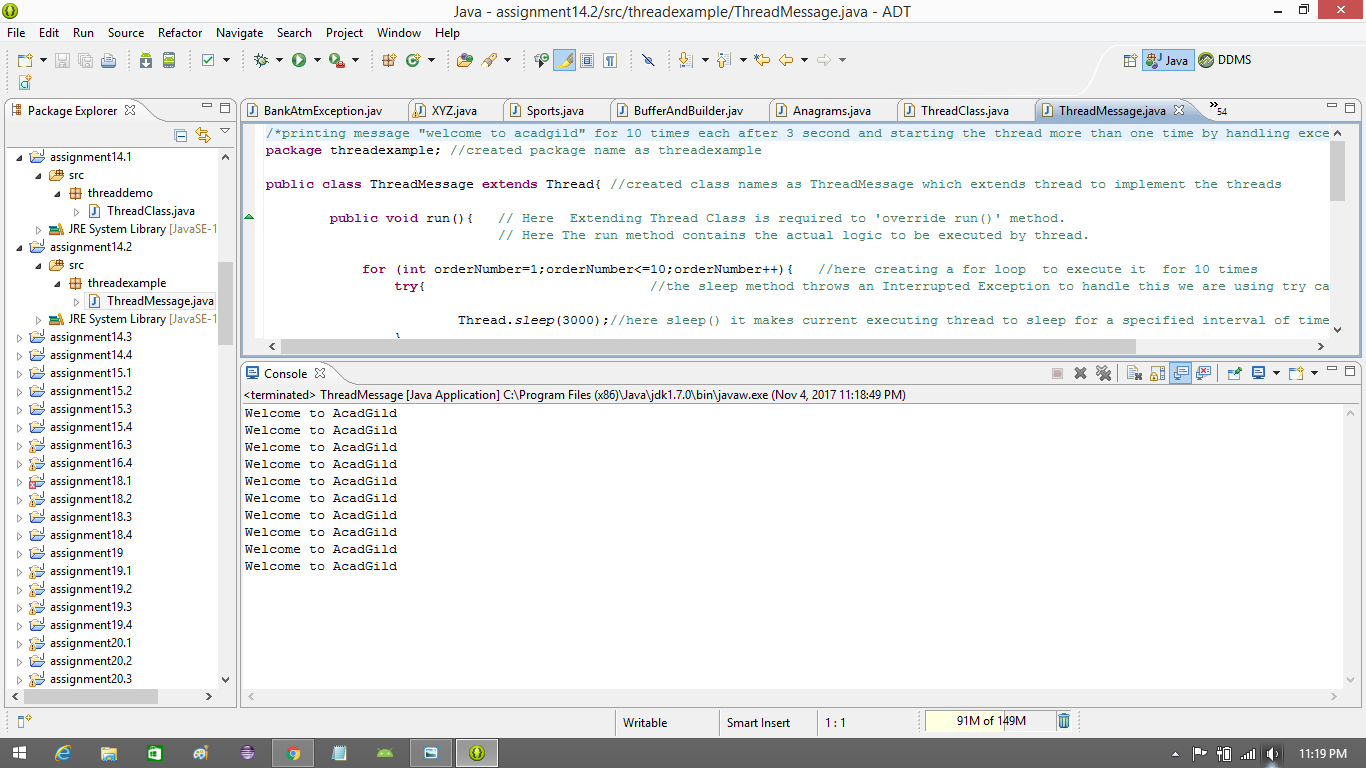 Java - assignment14.2/src/threadexample/ThreadMessage.java - ADT
File Edit Run Source Refactor Navigate Search Project Window Help
Java DDMS
Package Explorer
assignment14.1
src
threaddemo
ThreadClass.java
JRE System Library [JavaSE-1
assignment14.2
src
threadexample
ThreadMessage.java
JRE System Library [JavaSE-1
assignment14.3
assignment14.4
assignment15.1
assignment15.2
assignment15.3
assignment15.4
assignment16.3
assignment16.4
assignment18.1
assignment18.2
assignment18.3
assignment18.4
assignment19
assignment19.1
assignment19.2
assignment19.3
assignment19.4
assignment20.1
assignment20.2
assignment20.3
BankAtmException.jav XYZ.java Sports.java BufferAndBuilder.jav Anagrams.java ThreadClass.java ThreadMessage.java »54
/*printing message "welcome to acadgild" for 10 times each after 3 second and starting the thread more than one time by handling exce
package threadexample; //created package name as threadexample
public class ThreadMessage extends Thread{ //created class names as ThreadMessage which extends thread to implement the threads
public void run(){ // Here Extending Thread Class is required to 'override run()' method.
// Here The run method contains the actual logic to be executed by thread.
for (int orderNumber=1;orderNumber<=10;orderNumber++){ //here creating a for loop to execute it for 10 times
try{ //the sleep method throws an Interrupted Exception to handle this we are using try ca
Thread.sleep(3000);//here sleep() it makes current executing thread to sleep for a specified interval of time
}
Console
<terminated> ThreadMessage [Java Application] C:\Program Files (x86)\Java\jdk1.7.0\bin\javaw.exe (Nov 4, 2017 11:18:49 PM)
Welcome to AcadGild
Welcome to AcadGild
Welcome to AcadGild
Welcome to AcadGild
Welcome to AcadGild
Welcome to AcadGild
Welcome to AcadGild
Welcome to AcadGild
Welcome to AcadGild
Welcome to AcadGild
Writable Smart Insert 1 : 1 91M of 149M
11:19 PM